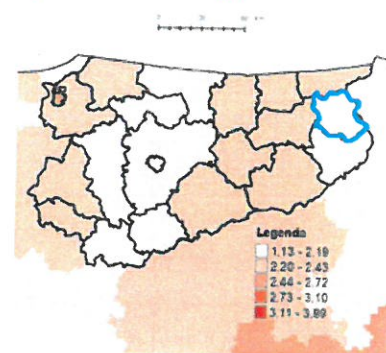 Legenda
1.13 - 2.19
2.20 - 2.43
2.44 - 2.72
2.73 - 3.10
3.11 - 3.89